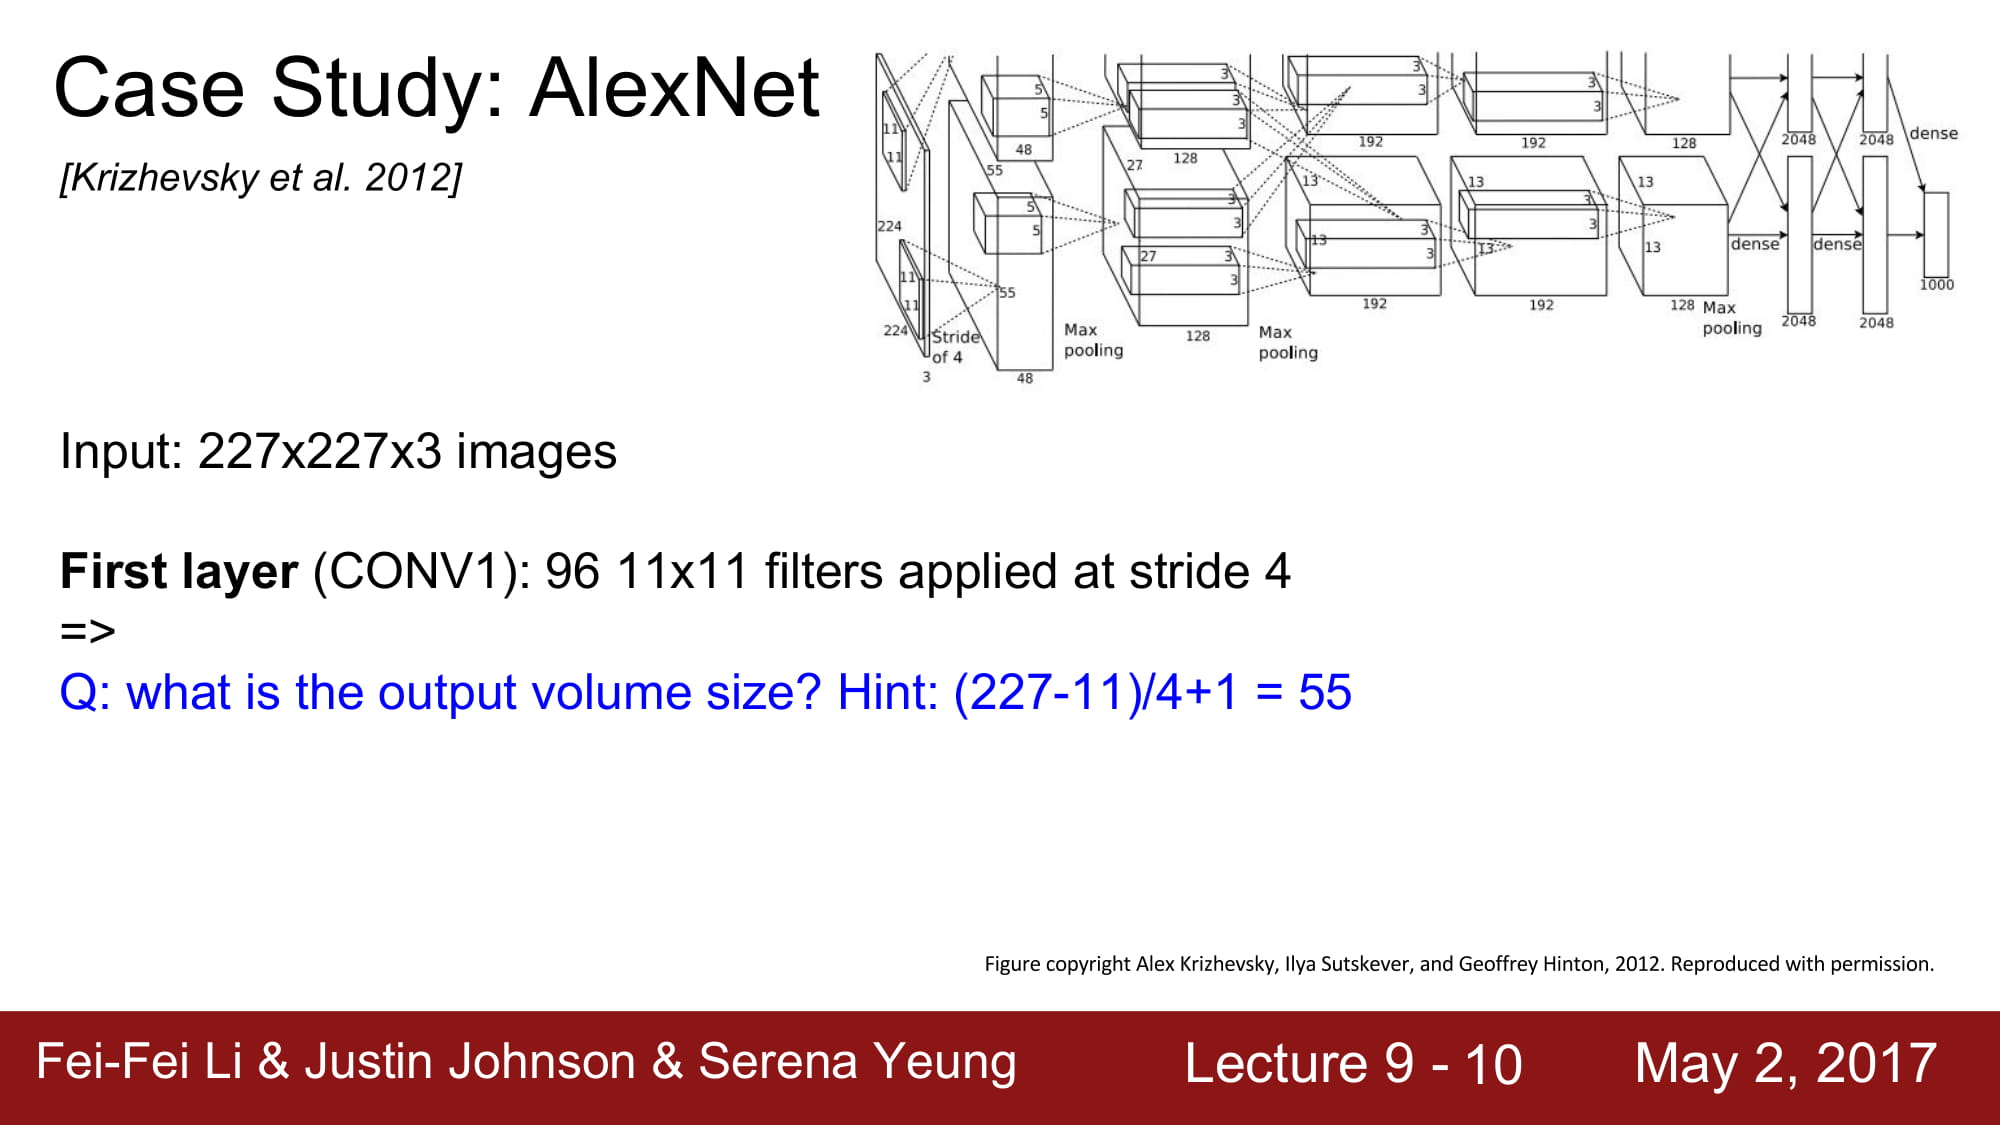 Case Study: AlexNet
[Krizhevsky et al. 2012]
5
5
48
11
11
55
224
5
5
11
11
55
224
Stride
of 4
3
48
Max
pooling
3
3
3
128
27
3
3
27
3
3
128
Max
pooling
3
3
192
13
3
3
13
192
3
3
192
13
3
3
13
192
128
13
13
128
Max
pooling
2048
2048
dense
dense
dense
2048
2048
1000
Input: 227x227x3 images
First layer (CONV1): 96 11x11 filters applied at stride 4
=>
Q: what is the output volume size? Hint: (227-11)/4+1 = 55
Figure copyright Alex Krizhevsky, Ilya Sutskever, and Geoffrey Hinton, 2012. Reproduced with permission.
Fei-Fei Li & Justin Johnson & Serena Yeung
Lecture 9 - 10
May 2, 2017